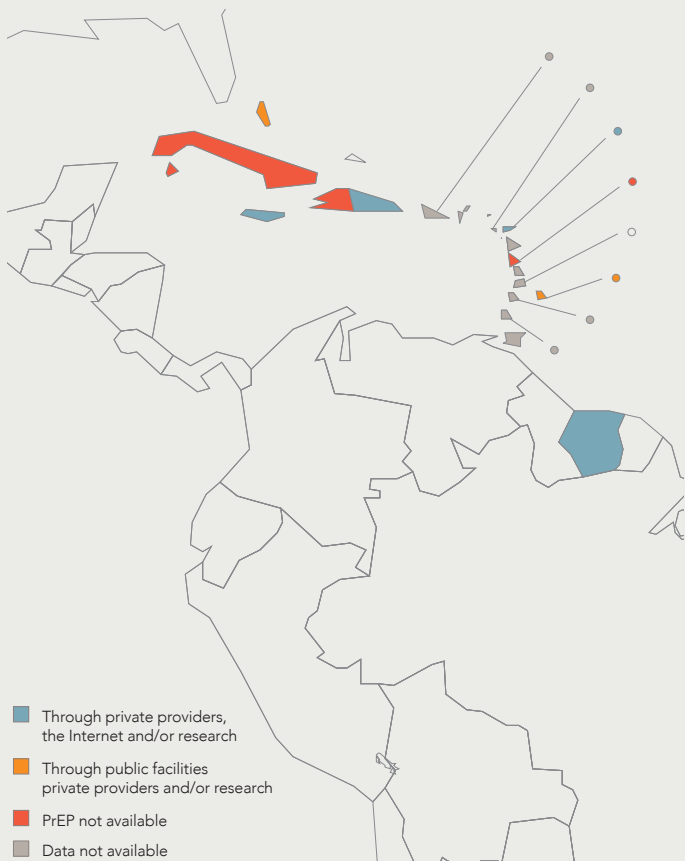 Through private providers,
the Internet and/or research
Through public facilities
private providers and/or research
PrEP not available
Data not available